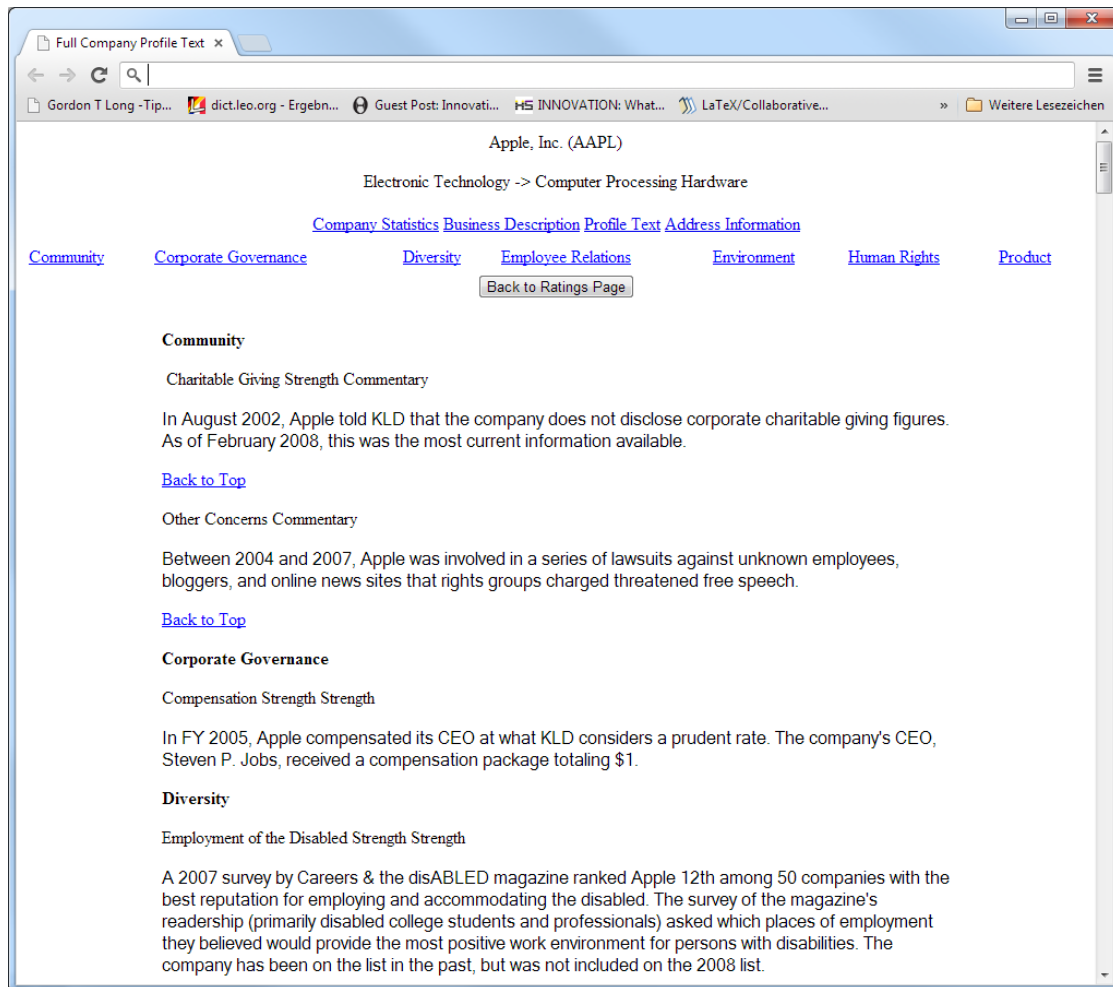 Full Company Profile Text
Gordon T Long -Tip... dict.leo.org - Ergebn... Guest Post: Innovati... HS INNOVATION: What... LaTeX/Collaborative... » Weitere Lesezeichen
Apple, Inc. (AAPL)
Electronic Technology -> Computer Processing Hardware
Company Statistics Business Description Profile Text Address Information
Community Corporate Governance Diversity Employee Relations Environment Human Rights Product
Back to Ratings Page
Community
Charitable Giving Strength Commentary
In August 2002, Apple told KLD that the company does not disclose corporate charitable giving figures.
As of February 2008, this was the most current information available.
Back to Top
Other Concerns Commentary
Between 2004 and 2007, Apple was involved in a series of lawsuits against unknown employees,
bloggers, and online news sites that rights groups charged threatened free speech.
Back to Top
Corporate Governance
Compensation Strength Strength
In FY 2005, Apple compensated its CEO at what KLD considers a prudent rate. The company's CEO,
Steven P. Jobs, received a compensation package totaling $1.
Diversity
Employment of the Disabled Strength Strength
A 2007 survey by Careers & the disABLED magazine ranked Apple 12th among 50 companies with the
best reputation for employing and accommodating the disabled. The survey of the magazine's
readership (primarily disabled college students and professionals) asked which places of employment
they believed would provide the most positive work environment for persons with disabilities. The
company has been on the list in the past, but was not included on the 2008 list.